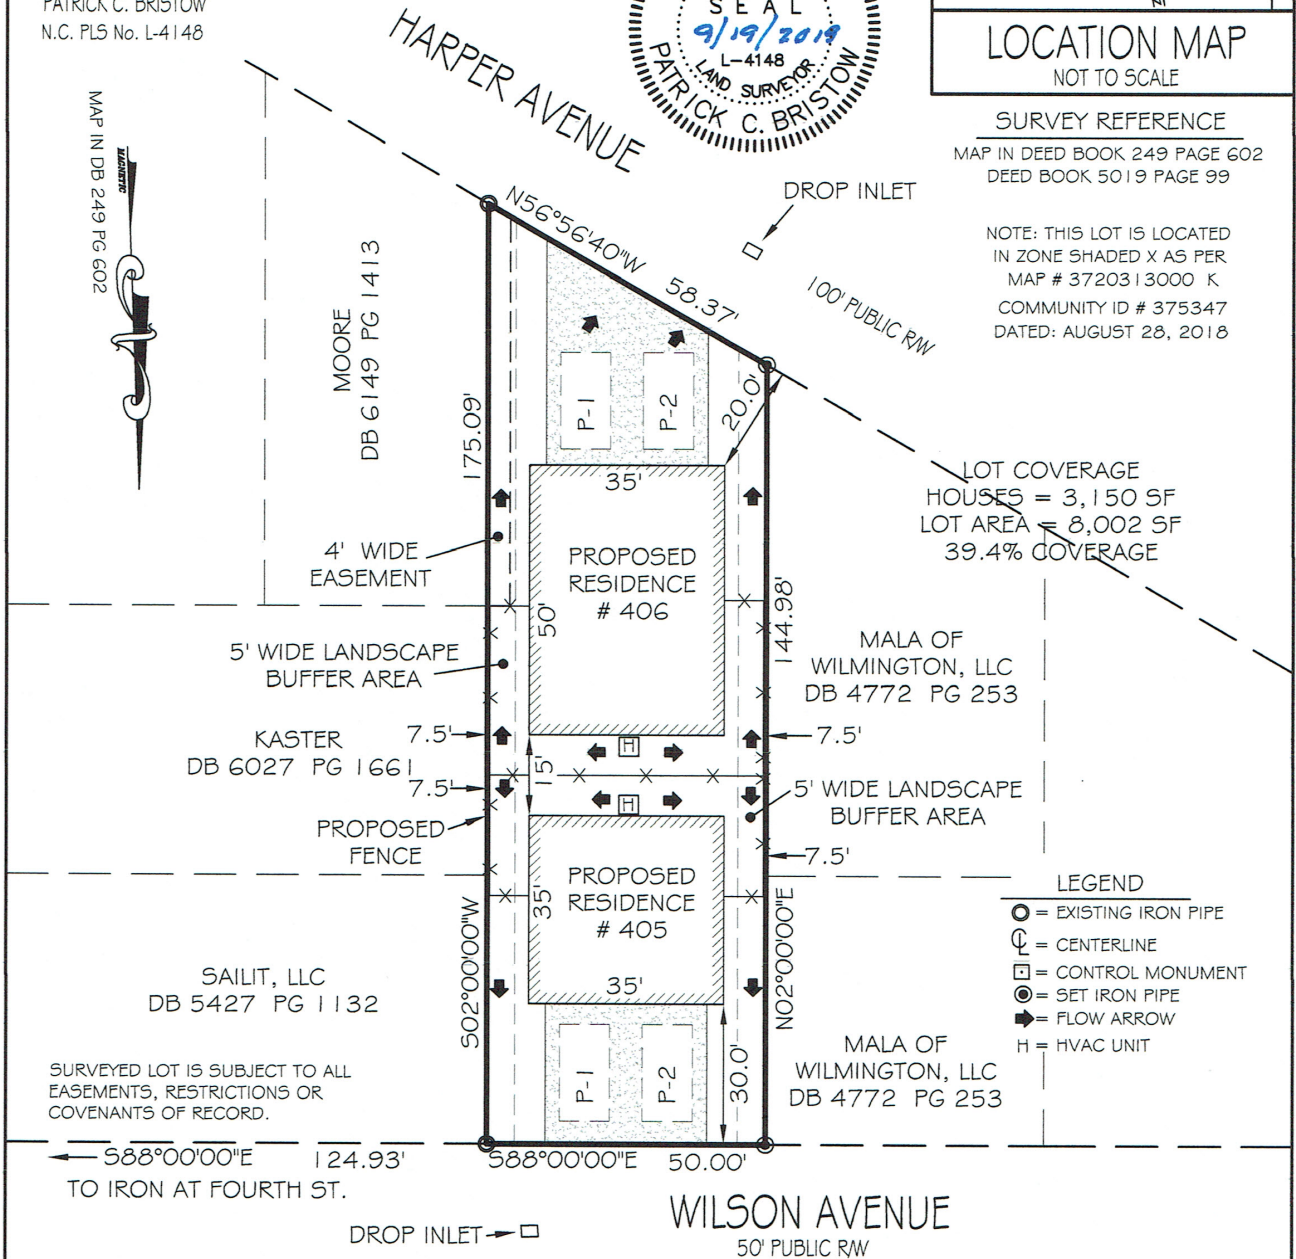 PATRICK C. BRISTOW
N.C. PLS No. L-4148
HARPER AVENUE
SEAL
9/19/2019
L-4148
LAND SURVEYOR
PATRICK C. BRISTOW
LOCATION MAP
NOT TO SCALE
SURVEY REFERENCE
MAP IN DEED BOOK 249 PAGE 602
DEED BOOK 5019 PAGE 99
NOTE: THIS LOT IS LOCATED
IN ZONE SHADED X AS PER
MAP # 3720313000 K
COMMUNITY ID # 375347
DATED: AUGUST 28, 2018
MAP IN DB 249 PG 602
MAGNETIC
DROP INLET
N56°56'40"W
58.37'
100' PUBLIC R/W
MOORE
DB 6149 PG 1413
175.09'
P-1
P-2
20.0'
LOT COVERAGE
HOUSES = 3,150 SF
LOT AREA = 8,002 SF
39.4% COVERAGE
35'
4' WIDE
EASEMENT
PROPOSED
RESIDENCE
# 406
50'
144.98'
5' WIDE LANDSCAPE
BUFFER AREA
MALA OF
WILMINGTON, LLC
DB 4772 PG 253
KASTER
DB 6027 PG 1661
7.5'
7.5'
H
15'
7.5'
H
5' WIDE LANDSCAPE
BUFFER AREA
PROPOSED
FENCE
7.5'
PROPOSED
RESIDENCE
# 405
35'
35'
LEGEND
= EXISTING IRON PIPE
= CENTERLINE
= CONTROL MONUMENT
= SET IRON PIPE
= FLOW ARROW
H = HVAC UNIT
S02°00'00"W
N02°00'00"E
SAILIT, LLC
DB 5427 PG 1132
P-1
P-2
30.0'
MALA OF
WILMINGTON, LLC
DB 4772 PG 253
SURVEYED LOT IS SUBJECT TO ALL
EASEMENTS, RESTRICTIONS OR
COVENANTS OF RECORD.
S88°00'00"E 124.93'
TO IRON AT FOURTH ST.
S88°00'00"E 50.00'
WILSON AVENUE
50' PUBLIC R/W
DROP INLET